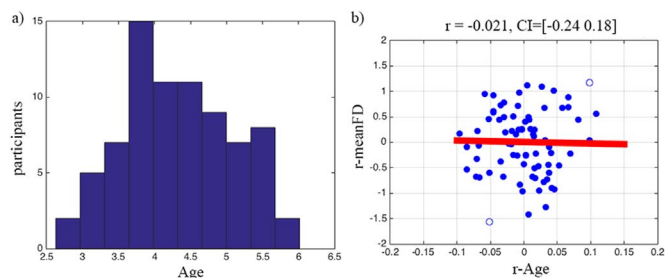 a)
15
10
5
0
participants
2.5 3 3.5 4 4.5 5 5.5 6 6.5
Age
b)
r = -0.021, CI=[-0.24 0.18]
2
1.5
1
0.5
0
-0.5
-1
-1.5
-2
r-meanFD
-0.2 -0.15 -0.1 -0.05 0 0.05 0.1 0.15 0.2
r-Age